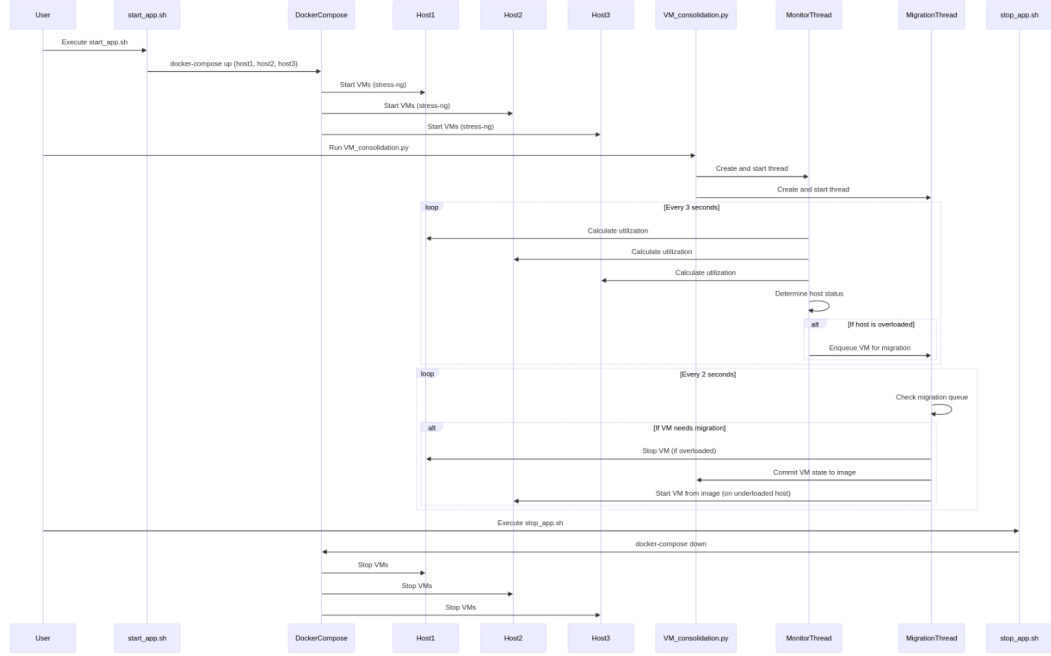 User start_app.sh DockerCompose Host1 Host2 Host3 VM_consolidation.py MonitorThread MigrationThread stop_app.sh
Execute start_app.sh
docker-compose up (host1, host2, host3)
Start VMs (stress-ng)
Start VMs (stress-ng)
Start VMs (stress-ng)
Run VM_consolidation.py
Create and start thread
Create and start thread
loop [Every 3 seconds]
Calculate utilization
Calculate utilization
Calculate utilization
Determine host status
alt [If host is overloaded]
Enqueue VM for migration
loop [Every 2 seconds]
Check migration queue
alt [If VM needs migration]
Stop VM (if overloaded)
Commit VM state to image
Start VM from image (on underloaded host)
Execute stop_app.sh
docker-compose down
Stop VMs
Stop VMs
Stop VMs
User start_app.sh DockerCompose Host1 Host2 Host3 VM_consolidation.py MonitorThread MigrationThread stop_app.sh